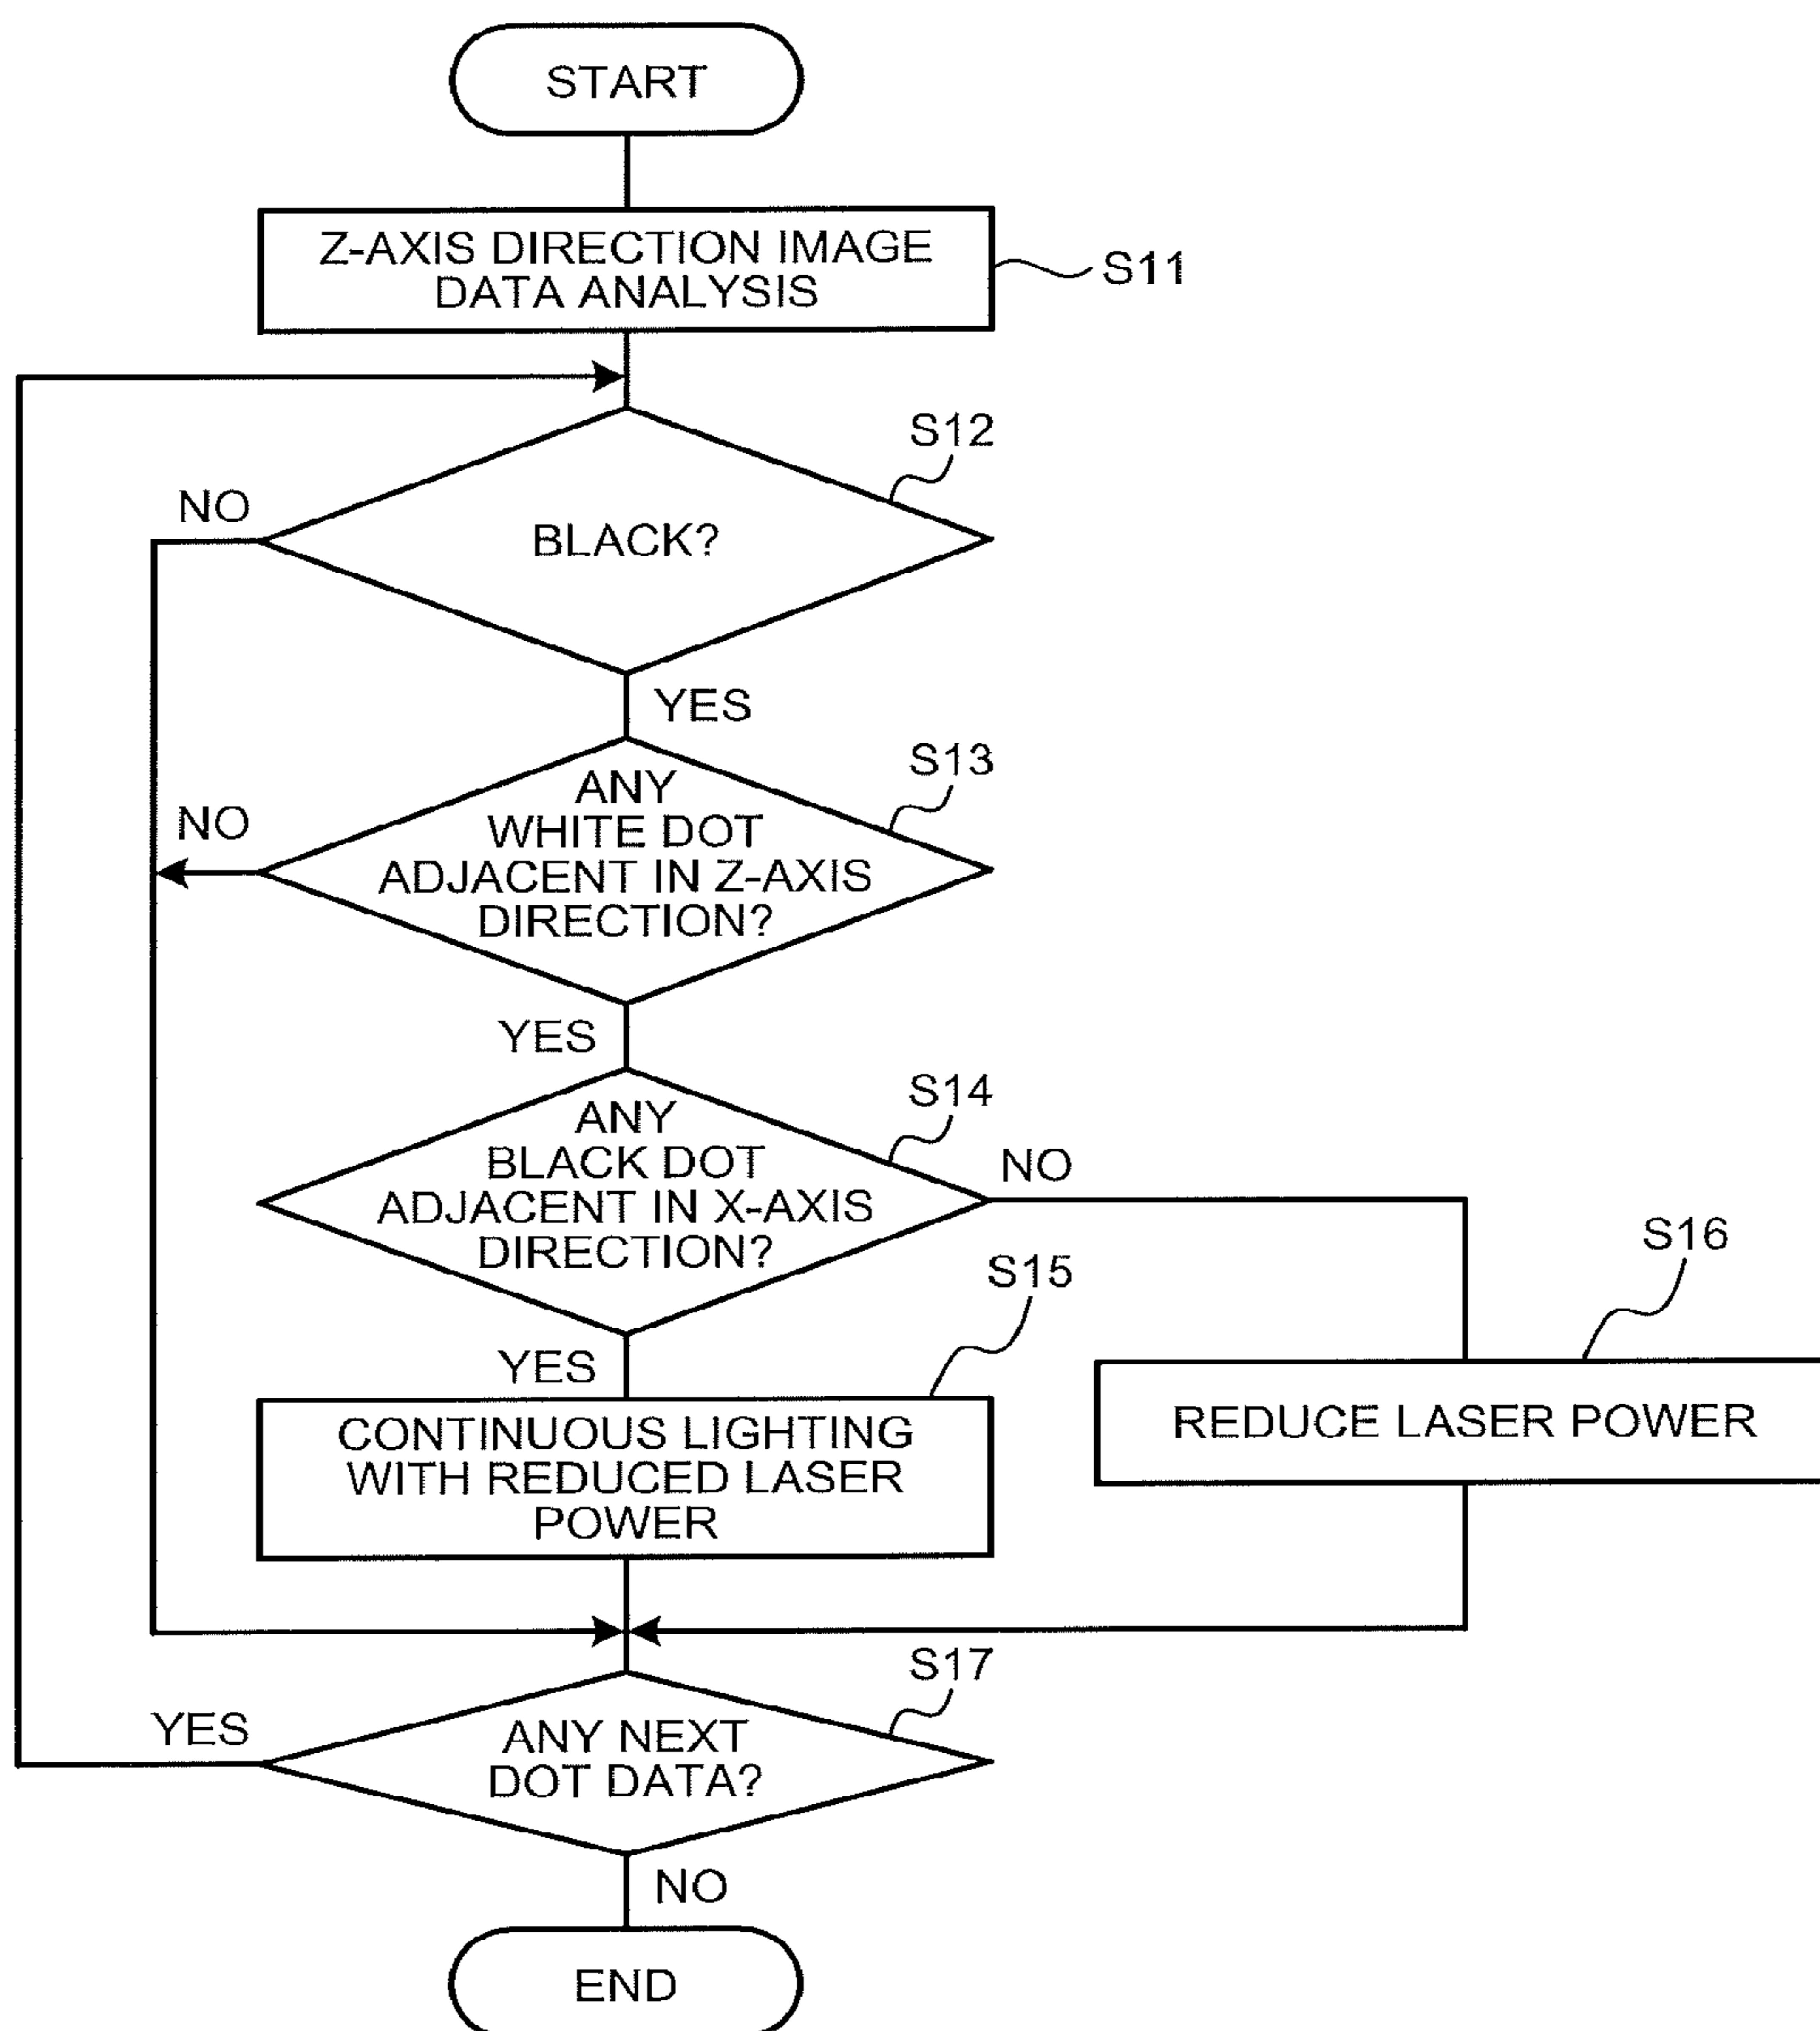 START
Z-AXIS DIRECTION IMAGE
DATA ANALYSIS
S11
S12
NO
BLACK?
YES
S13
NO
ANY
WHITE DOT
ADJACENT IN Z-AXIS
DIRECTION?
YES
S14
ANY
BLACK DOT
ADJACENT IN X-AXIS
DIRECTION?
NO
S15
S16
YES
CONTINUOUS LIGHTING
WITH REDUCED LASER
POWER
REDUCE LASER POWER
S17
YES
ANY NEXT
DOT DATA?
NO
END